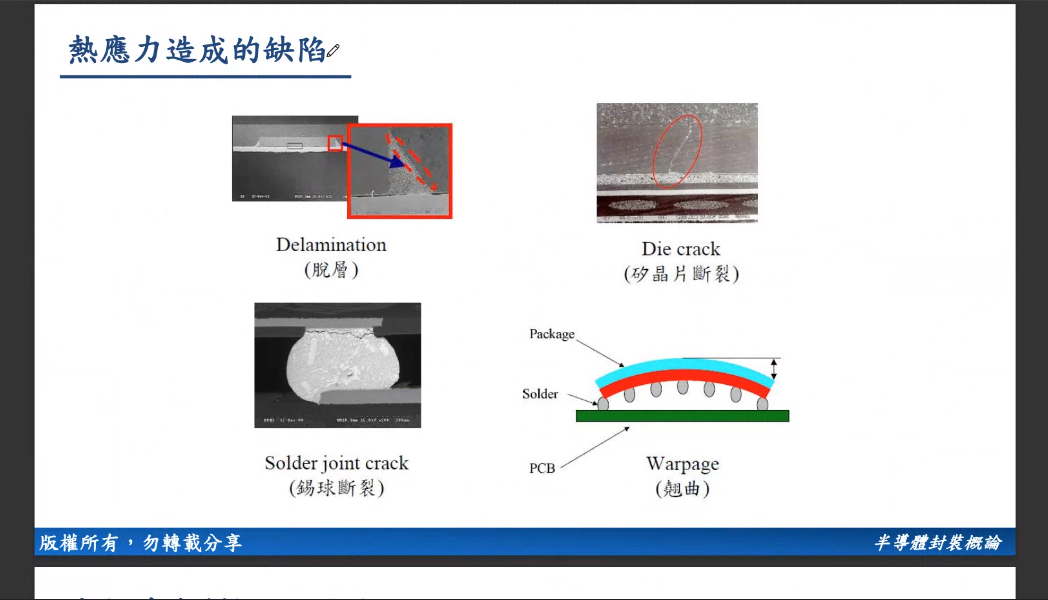 熱應力造成的缺陷
Delamination
(脫層)
Die crack
(矽晶片斷裂)
Solder joint crack
(錫球斷裂)
Package
Solder
PCB
Warpage
(翹曲)
版權所有，勿轉載分享
半導體封裝概論